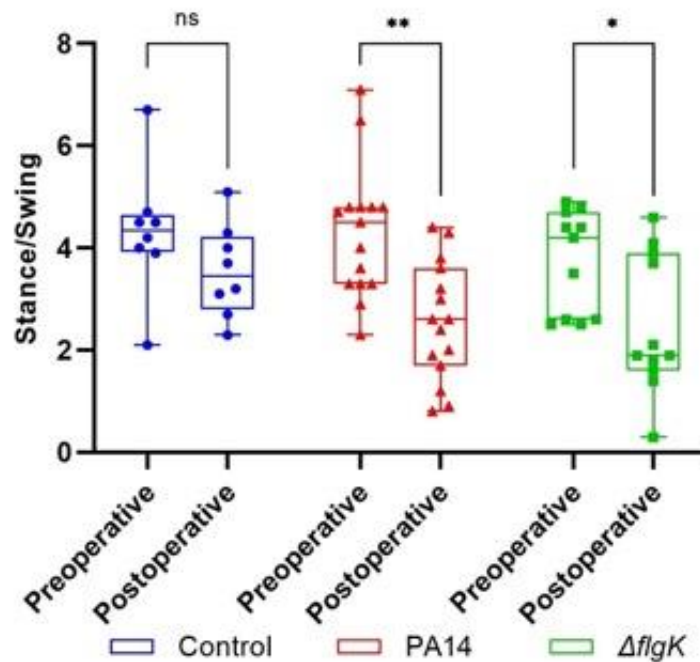 ns ** *
8
6
4
2
0
Stance/Swing
Preoperative Postoperative Preoperative Postoperative Preoperative Postoperative
Control PA14 ΔflgK